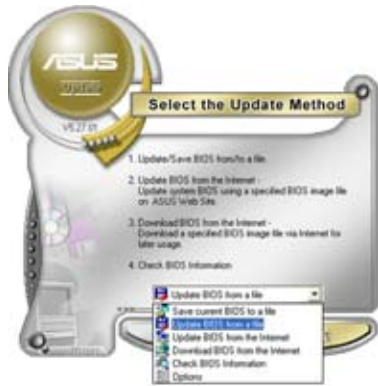 ASUS
Update
Select the Update Method
1. Update/Save BIOS from/to a file.
2. Update BIOS from the Internet -
Update system BIOS using a specified BIOS image file
on ASUS Web Site.
3. Download BIOS from the Internet -
Download a specified BIOS image file via Internet for
later usage.
4. Check BIOS Information
Update BIOS from a file
Save current BIOS to a file
Update BIOS from a file
Update BIOS from the Internet
Download BIOS from the Internet
Check BIOS Information
Options